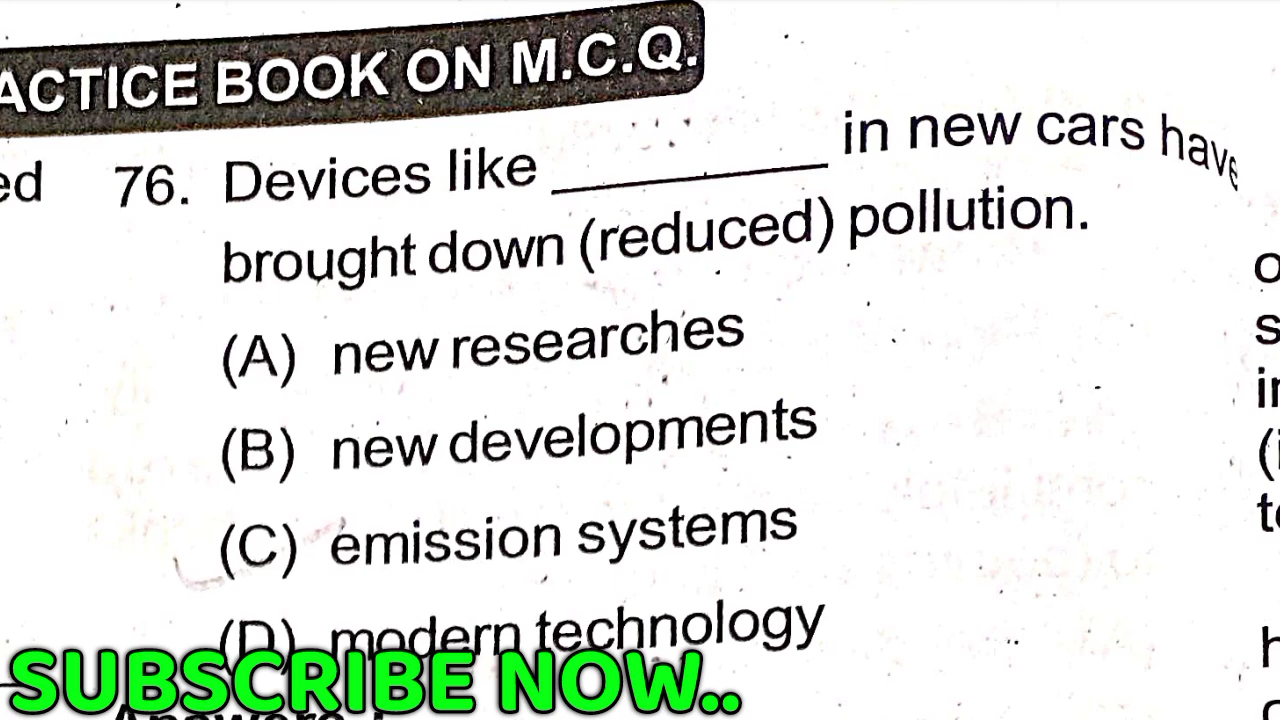 ACTICE BOOK ON M.C.Q.
ed 76. Devices like ________ in new cars have
brought down (reduced) pollution.
(A) new researches
(B) new developments
(C) emission systems
(D) modern technology
SUBSCRIBE NOW..